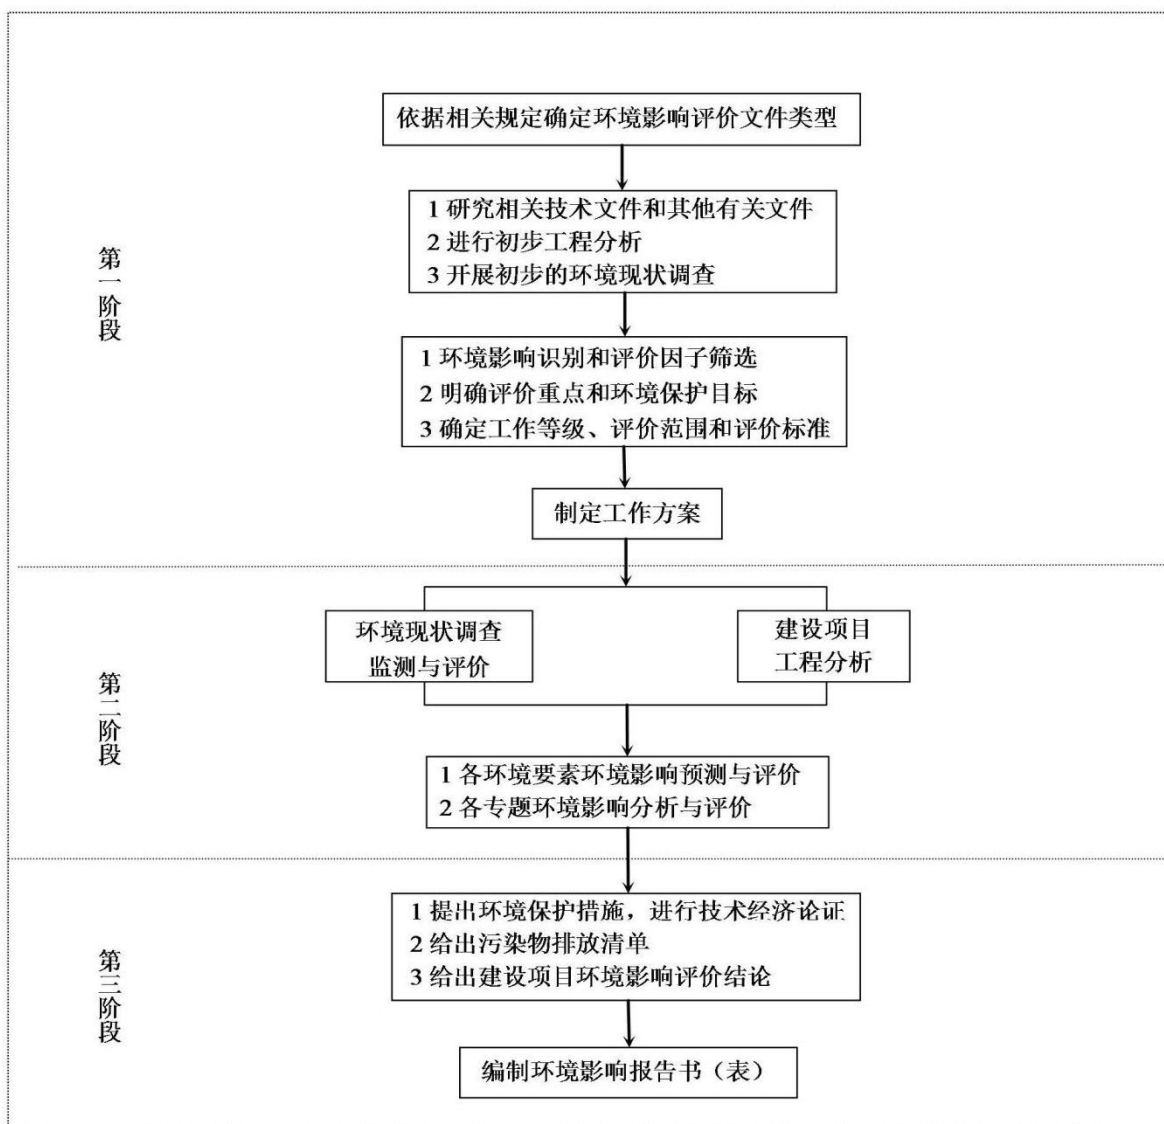 依据相关规定确定环境影响评价文件类型
1 研究相关技术文件和其他有关文件
2 进行初步工程分析
3 开展初步的环境现状调查
第一阶段
1 环境影响识别和评价因子筛选
2 明确评价重点和环境保护目标
3 确定工作等级、评价范围和评价标准
制定工作方案
环境现状调查
监测与评价
建设项目
工程分析
第二阶段
1 各环境要素环境影响预测与评价
2 各专题环境影响分析与评价
1 提出环境保护措施，进行技术经济论证
2 给出污染物排放清单
3 给出建设项目环境影响评价结论
第三阶段
编制环境影响报告书（表）